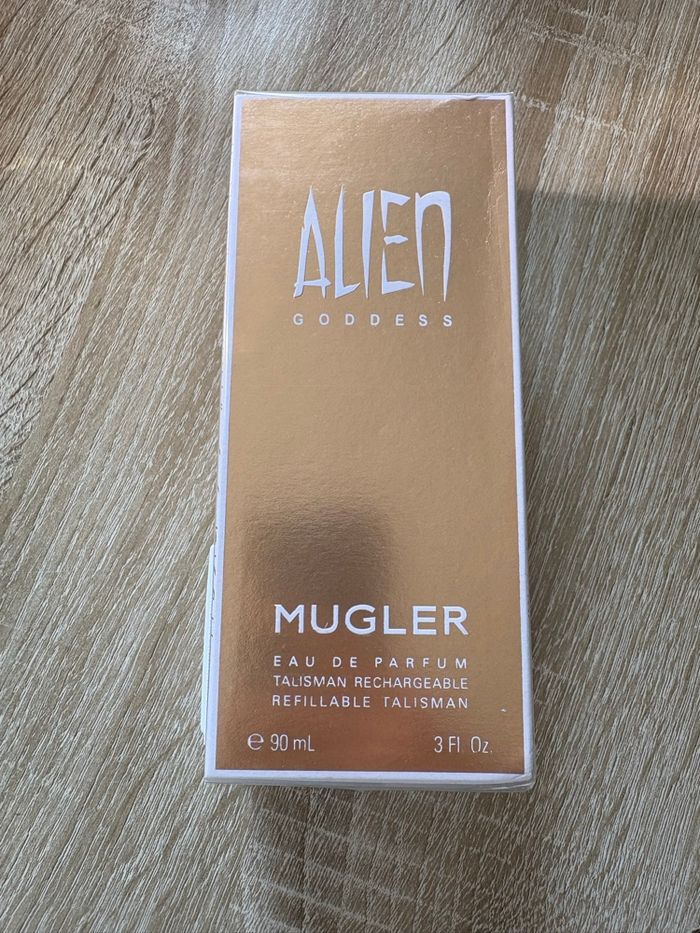 ALIEN
GODDESS
MUGLER
EAU DE PARFUM
TALISMAN RECHARGEABLE
REFILLABLE TALISMAN
e 90 mL 3 Fl Oz.